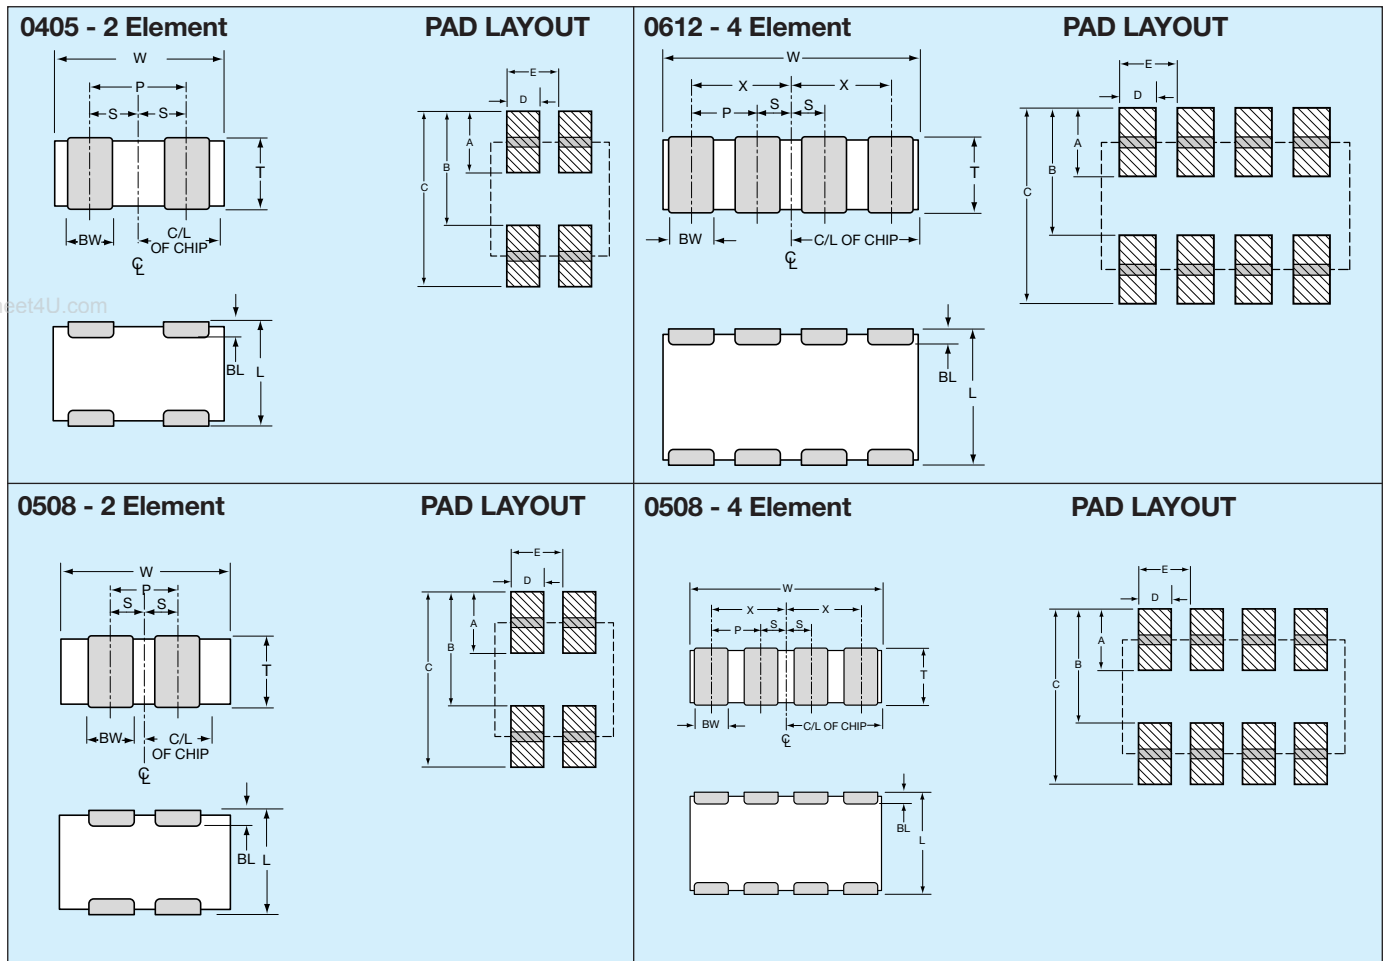 0405 - 2 Element
PAD LAYOUT
W
P
S
S
T
BW
C/L
OF CHIP
C̱L
E
D
A
B
C
eet4U.com
BL
L
0612 - 4 Element
PAD LAYOUT
W
X
X
P
S
S
T
BW
C/L OF CHIP
CL
E
D
A
B
C
BL
L
0508 - 2 Element
PAD LAYOUT
W
P
S
S
T
BW
C/L
OF CHIP
CL
E
D
A
B
C
BL
L
0508 - 4 Element
PAD LAYOUT
W
X
X
P
S
S
T
BW
C/L OF CHIP
CL
E
D
A
B
C
BL
L